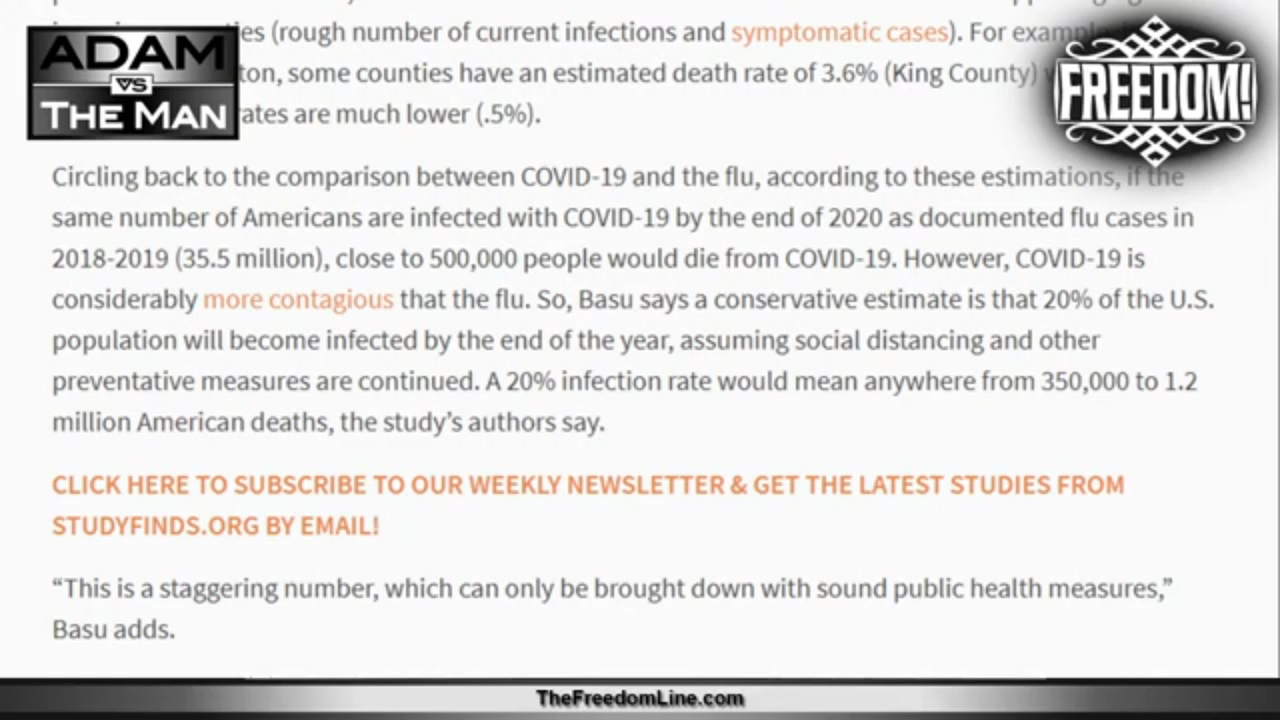 ADAM
VS
THE MAN
FREEDOM!
ties (rough number of current infections and symptomatic cases). For
ton, some counties have an estimated death rate of 3.6% (King County)
rates are much lower (.5%).
Circling back to the comparison between COVID-19 and the flu, according to these estimations, if the
same number of Americans are infected with COVID-19 by the end of 2020 as documented flu cases in
2018-2019 (35.5 million), close to 500,000 people would die from COVID-19. However, COVID-19 is
considerably more contagious that the flu. So, Basu says a conservative estimate is that 20% of the U.S.
population will become infected by the end of the year, assuming social distancing and other
preventative measures are continued. A 20% infection rate would mean anywhere from 350,000 to 1.2
million American deaths, the study’s authors say.
CLICK HERE TO SUBSCRIBE TO OUR WEEKLY NEWSLETTER & GET THE LATEST STUDIES FROM
STUDYFINDS.ORG BY EMAIL!
“This is a staggering number, which can only be brought down with sound public health measures,”
Basu adds.
TheFreedomLine.com